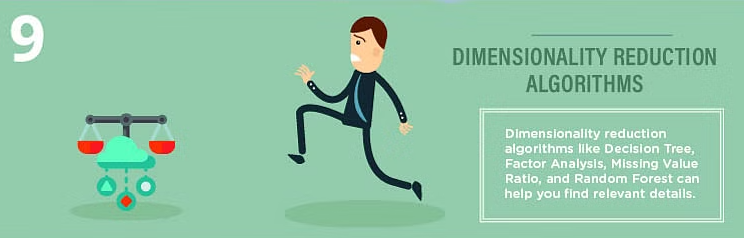 9
DIMENSIONALITY REDUCTION
ALGORITHMS
Dimensionality reduction
algorithms like Decision Tree,
Factor Analysis, Missing Value
Ratio, and Random Forest can
help you find relevant details.